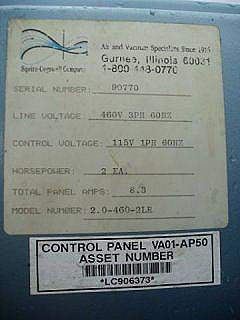 Air and Vacuum Specialists Since 1915
Gurnee, Illinois 60031
1-800-448-0770
Squire-Cogswell Company
SERIAL NUMBER: 90770
LINE VOLTAGE: 460V 3PH 60HZ
CONTROL VOLTAGE: 115V 1PH 60HZ
HORSEPOWER: 2 EA.
TOTAL PANEL AMPS: 8.3
MODEL NUMBER: 2.0-460-2LR
CONTROL PANEL VA01-AP50
ASSET NUMBER
*LC906373*